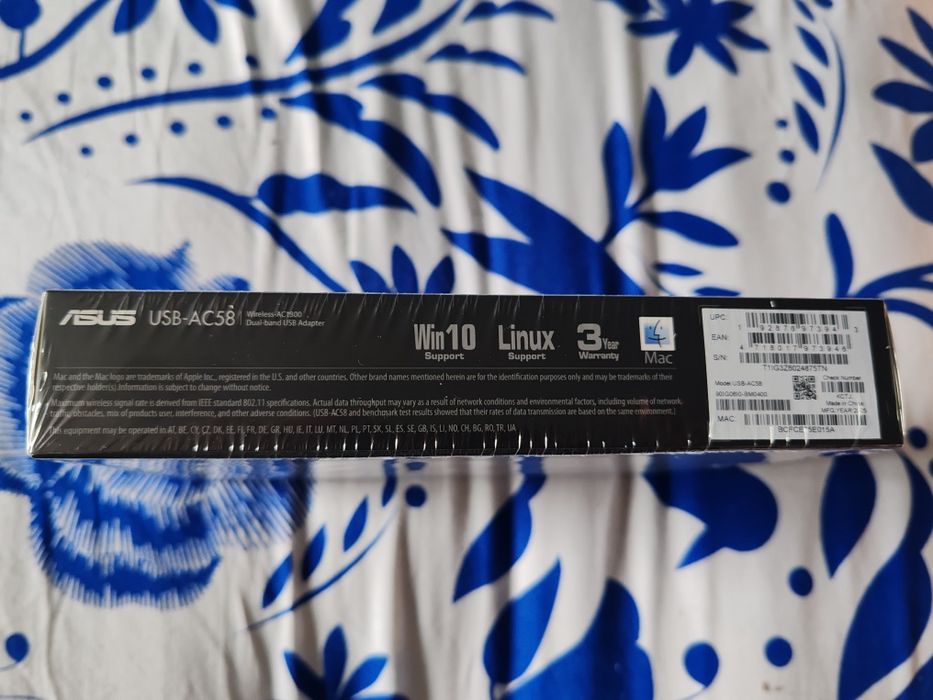 ASUS USB-AC58 Wireless-AC1300
Dual-band USB Adapter
Win10
Support
Linux
Support
3 Year
Warranty
Mac
Mac and the Mac logo are trademarks of Apple Inc., registered in the U.S. and other countries. Other brand names mentioned herein are for the identification purposes only and may be trademarks of their
respective holder(s). Information is subject to change without notice.
Maximum wireless signal rate is derived from IEEE standard 802.11 specifications. Actual data throughput may vary as a result of network conditions and environmental factors, including volume of network
traffic, obstacles, mix of product user, interference, and other adverse conditions. (USB-AC58 and benchmark test results showed that their rates of data transmission are based on the same environment.)
This equipment may be operated in AT, BE, CY, CZ, DK, EE, FI, FR, DE, GR, HU, IE, IT, LU, MT, NL, PL, PT, SK, SL, ES, SE, GB, IS, LI, NO, CH, BG, RO, TR, UA
UPC:
EAN:
4 718017 973946
S/N:
Model: USB-AC58
Check Number
KCTJ
Made in China
MAC: